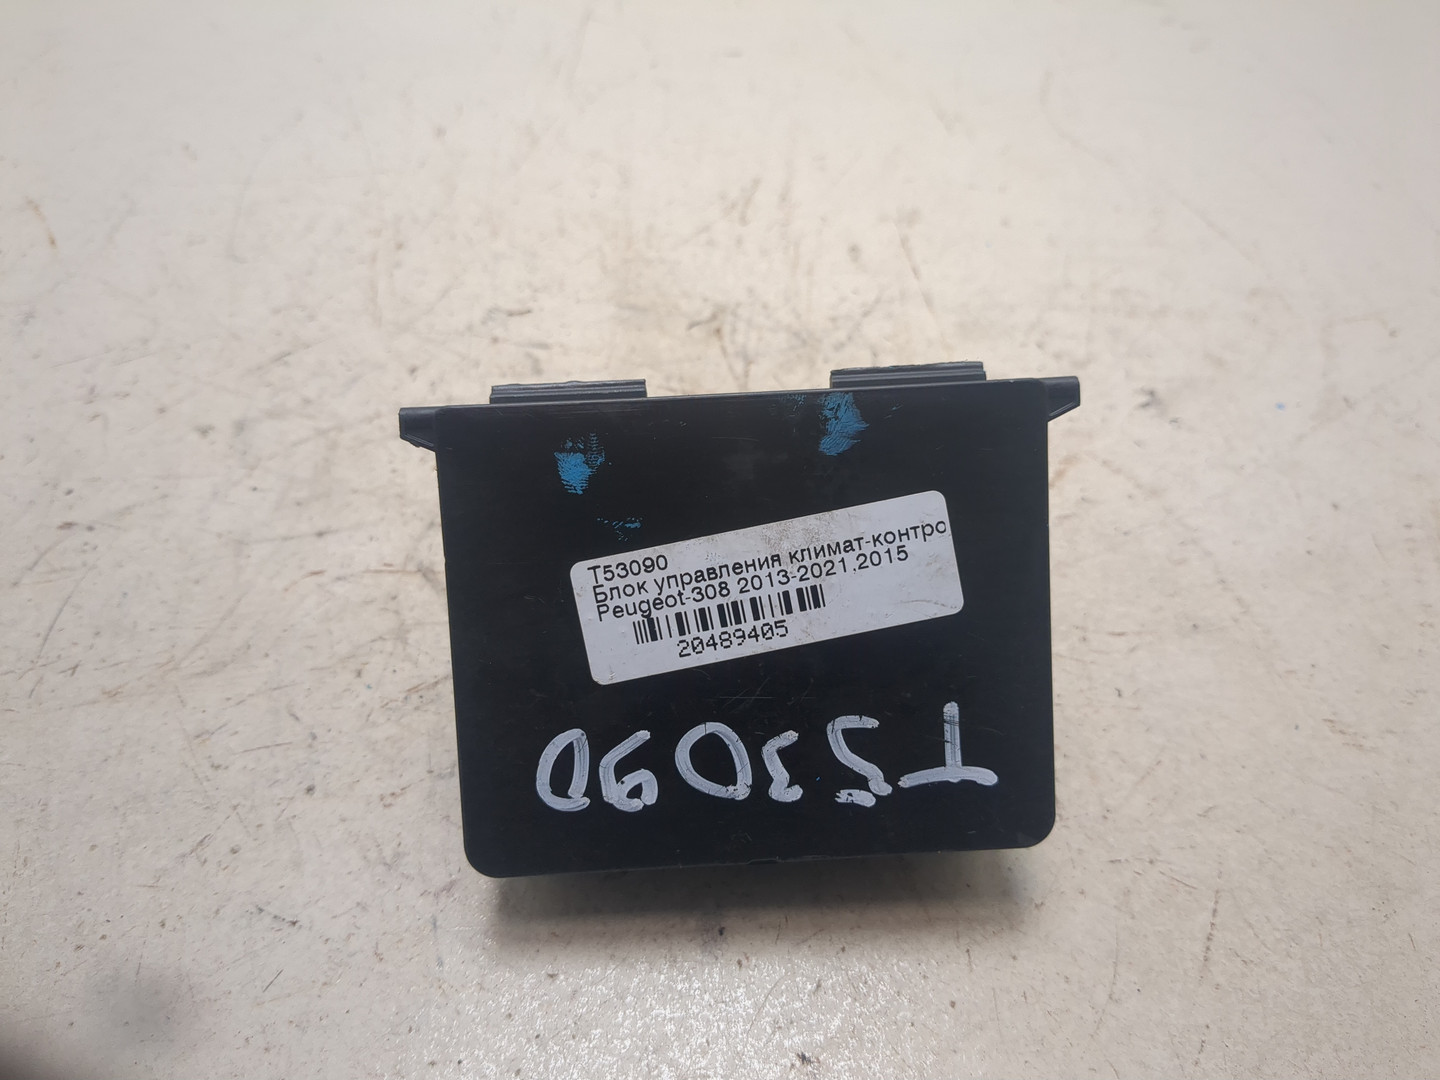 T53090
Блок управления климат-контро
Peugeot-308 2013-2021,2015
20489405
T53090